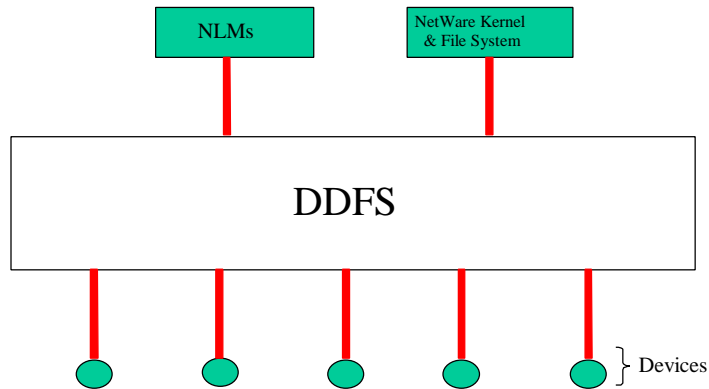 NLMs
NetWare Kernel
& File System
DDFS
Devices